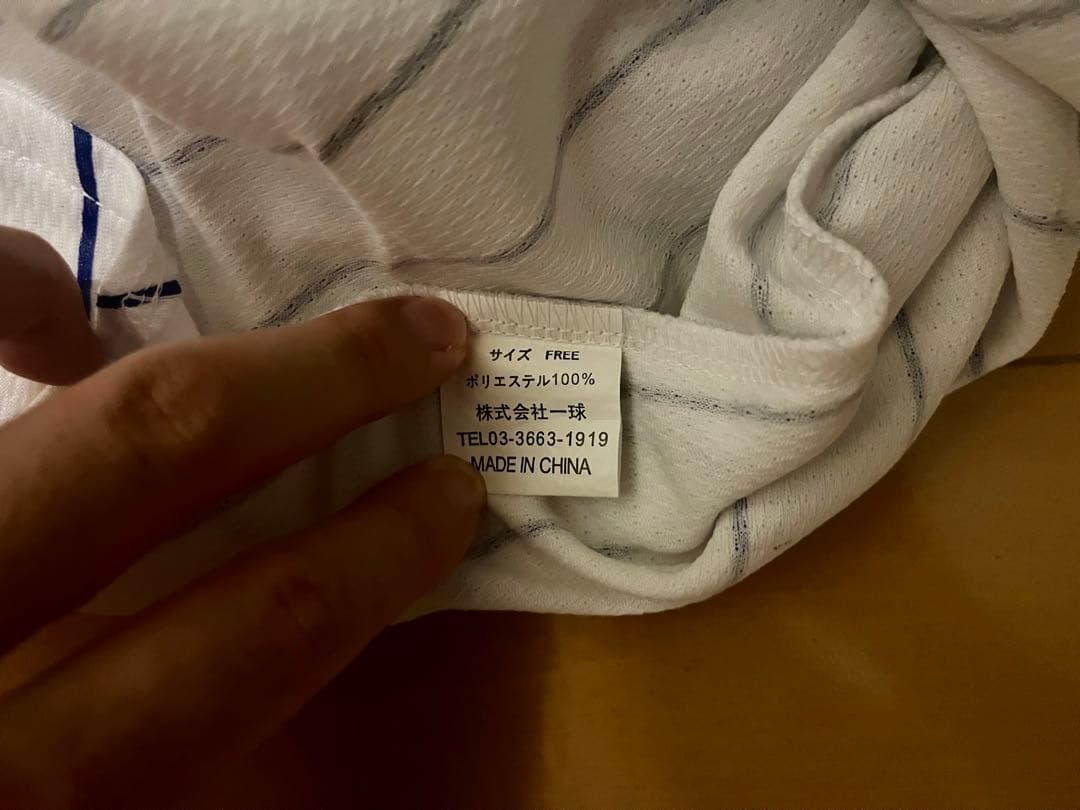 サイズ FREE
ポリエステル100%
株式会社一球
TEL03-3663-1919
MADE IN CHINA